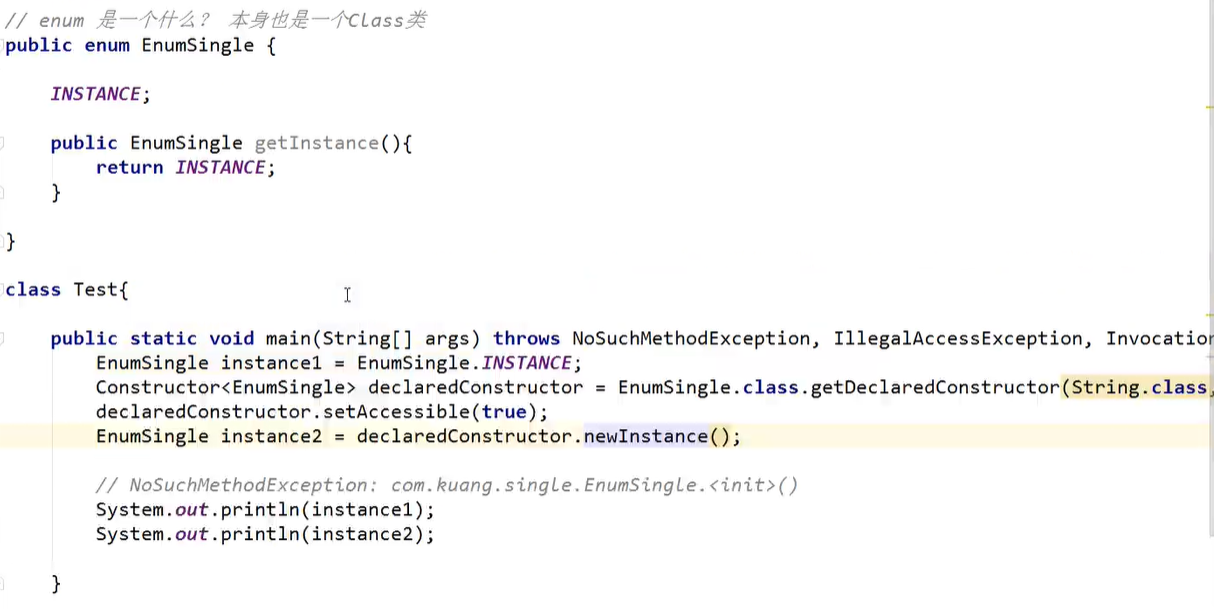 // enum 是一个什么？ 本身也是一个Class类
public enum EnumSingle {
INSTANCE;
public EnumSingle getInstance(){
return INSTANCE;
}
}
class Test{
public static void main(String[] args) throws NoSuchMethodException, IllegalAccessException, Invocation
EnumSingle instance1 = EnumSingle.INSTANCE;
Constructor<EnumSingle> declaredConstructor = EnumSingle.class.getDeclaredConstructor(String.class,
declaredConstructor.setAccessible(true);
EnumSingle instance2 = declaredConstructor.newInstance();
// NoSuchMethodException: com.kuang.single.EnumSingle.<init>()
System.out.println(instance1);
System.out.println(instance2);
}